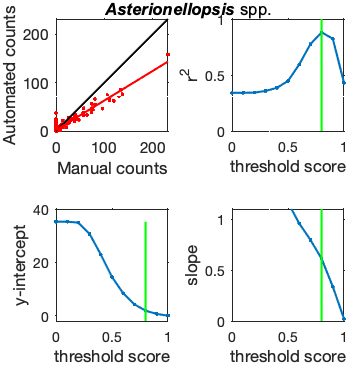 Asterionellopsis spp.
Automated counts
200
100
0
0
100
200
Manual counts
r2
1
0.5
0
0
0.5
1
threshold score
y-intercept
40
20
0
0
0.5
1
threshold score
slope
1
0.5
0
0
0.5
1
threshold score